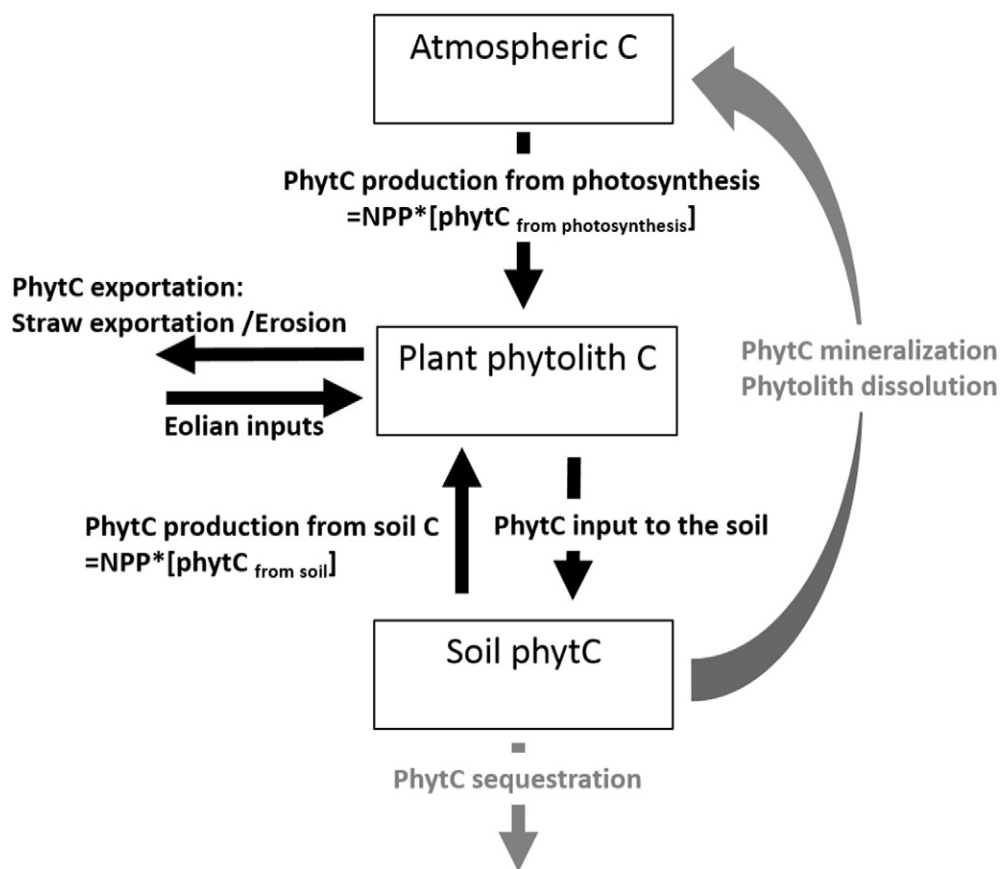 Atmospheric C
PhytC production from photosynthesis
=NPP*[phytC from photosynthesis]
PhytC exportation:
Straw exportation /Erosion
Plant phytolith C
Eolian inputs
PhytC mineralization
Phytolith dissolution
PhytC production from soil C
=NPP*[phytC from soil]
PhytC input to the soil
Soil phytC
PhytC sequestration